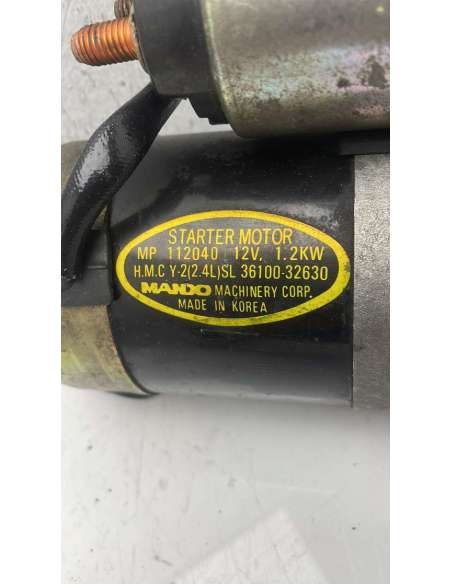 STARTER MOTOR
MP 112040 12V, 1.2KW
H.M.C Y-2(2.4L)SL 36100-32630
MANDO MACHINERY CORP.
MADE IN KOREA